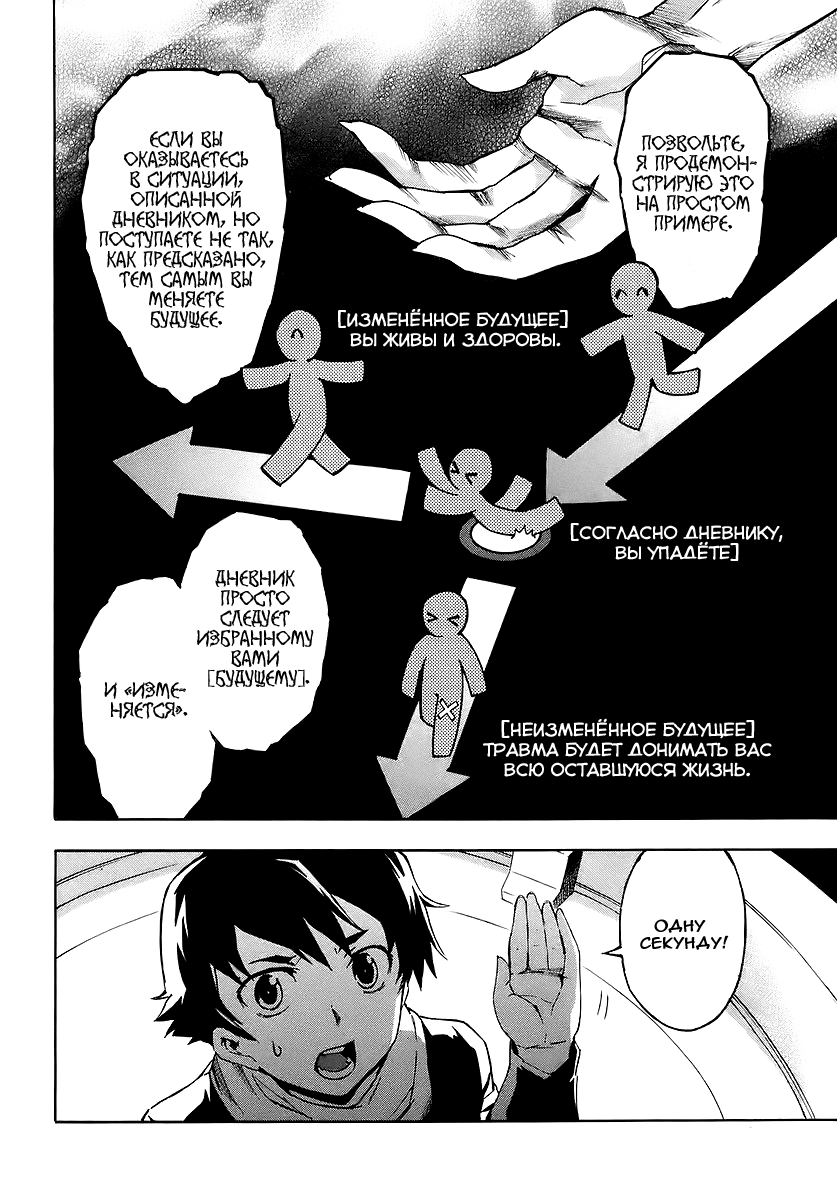 ПОЗВОЛЬТЕ,
Я ПРОДЕМОН-
СТРИРУЮ ЭТО
НА ПРОСТОМ
ПРИМЕРЕ.
ЕСЛИ ВЫ
ОКАЗЫВАЕТЕСЬ
В СИТУАЦИИ,
ОПИСАННОЙ
ДНЕВНИКОМ, НО
ПОСТУПАЕТЕ НЕ ТАК,
КАК ПРЕДСКАЗАНО,
ТЕМ САМЫМ ВЫ
МЕНЯЕТЕ
БУДУЩЕЕ.
[ИЗМЕНЁННОЕ БУДУЩЕЕ]
ВЫ ЖИВЫ И ЗДОРОВЫ.
[СОГЛАСНО ДНЕВНИКУ,
ВЫ УПАДЁТЕ]
ДНЕВНИК
ПРОСТО
СЛЕДУЕТ
ИЗБРАННОМУ
ВАМИ
[БУДУЩЕМУ].
И «ИЗМЕ-
НЯЕТСЯ».
[НЕИЗМЕНЁННОЕ БУДУЩЕЕ]
ТРАВМА БУДЕТ ДОНИМАТЬ ВАС
ВСЮ ОСТАВШУЮСЯ ЖИЗНЬ.
ОДНУ
СЕКУНДУ!